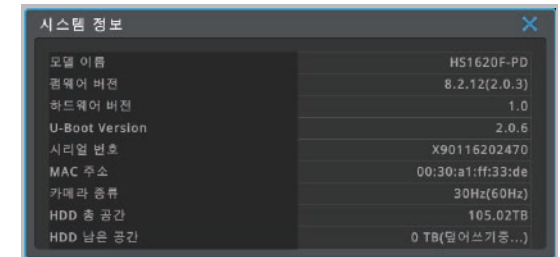 시스템 정보
모델 이름 HS1620F-PD
펌웨어 버전 8.2.12(2.0.3)
하드웨어 버전 1.0
U-Boot Version 2.0.6
시리얼 번호 X90116202470
MAC 주소 00:30:a1:ff:33:de
카메라 종류 30Hz(60Hz)
HDD 총 공간 105.02TB
HDD 남은 공간 0 TB(덮어쓰기중...)